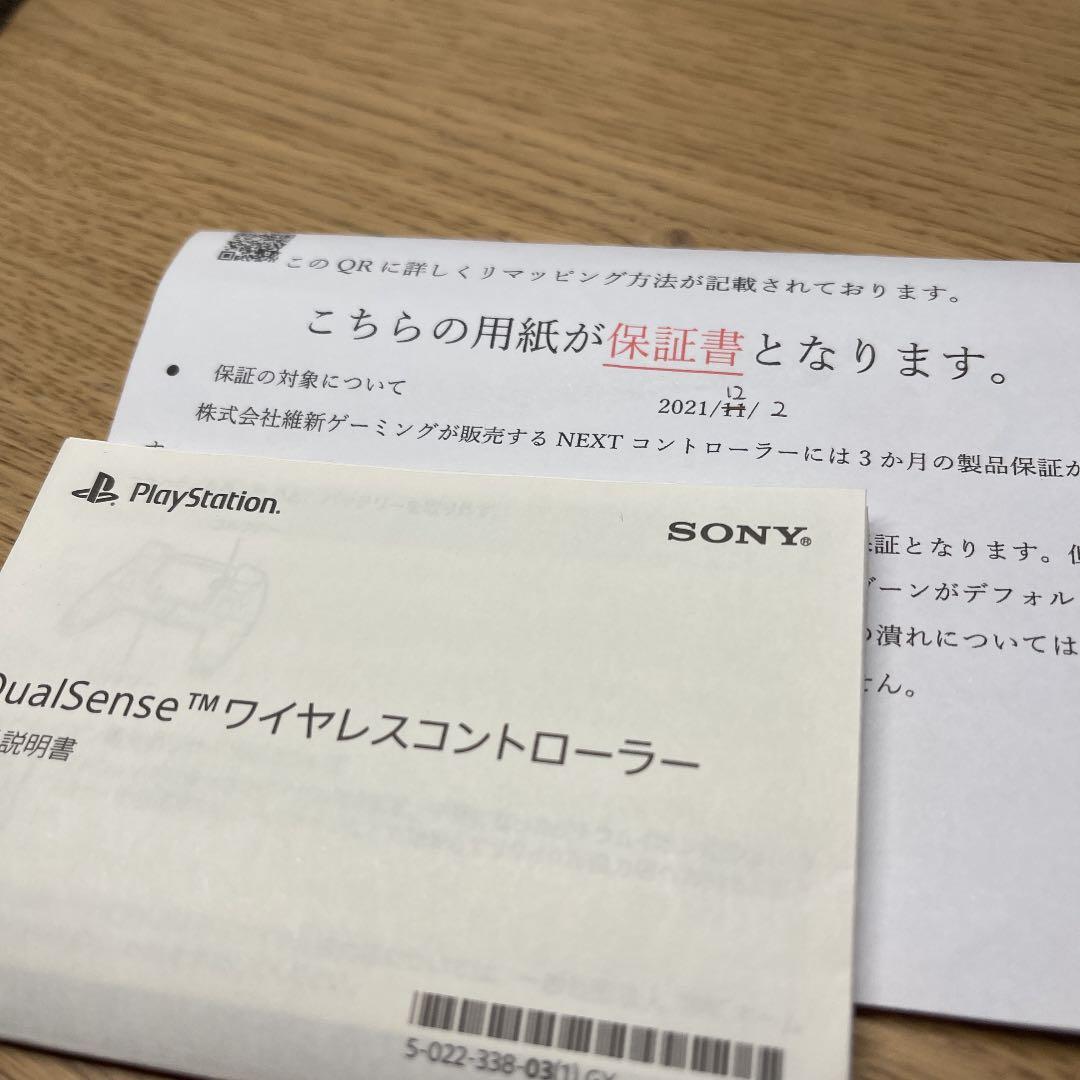 このQRに詳しくリマッピング方法が記載されております。
こちらの用紙が保証書となります。
● 保証の対象について
12
2021/11/ 2
株式会社維新ゲーミングが販売する NEXT コントローラーには3か月の製品保証が
証となります。但
ゾーンがデフォル
潰れについては
せん。
PlayStation®
SONY®
DualSense™ワイヤレスコントローラー
説明書
5-022-338-03(1)